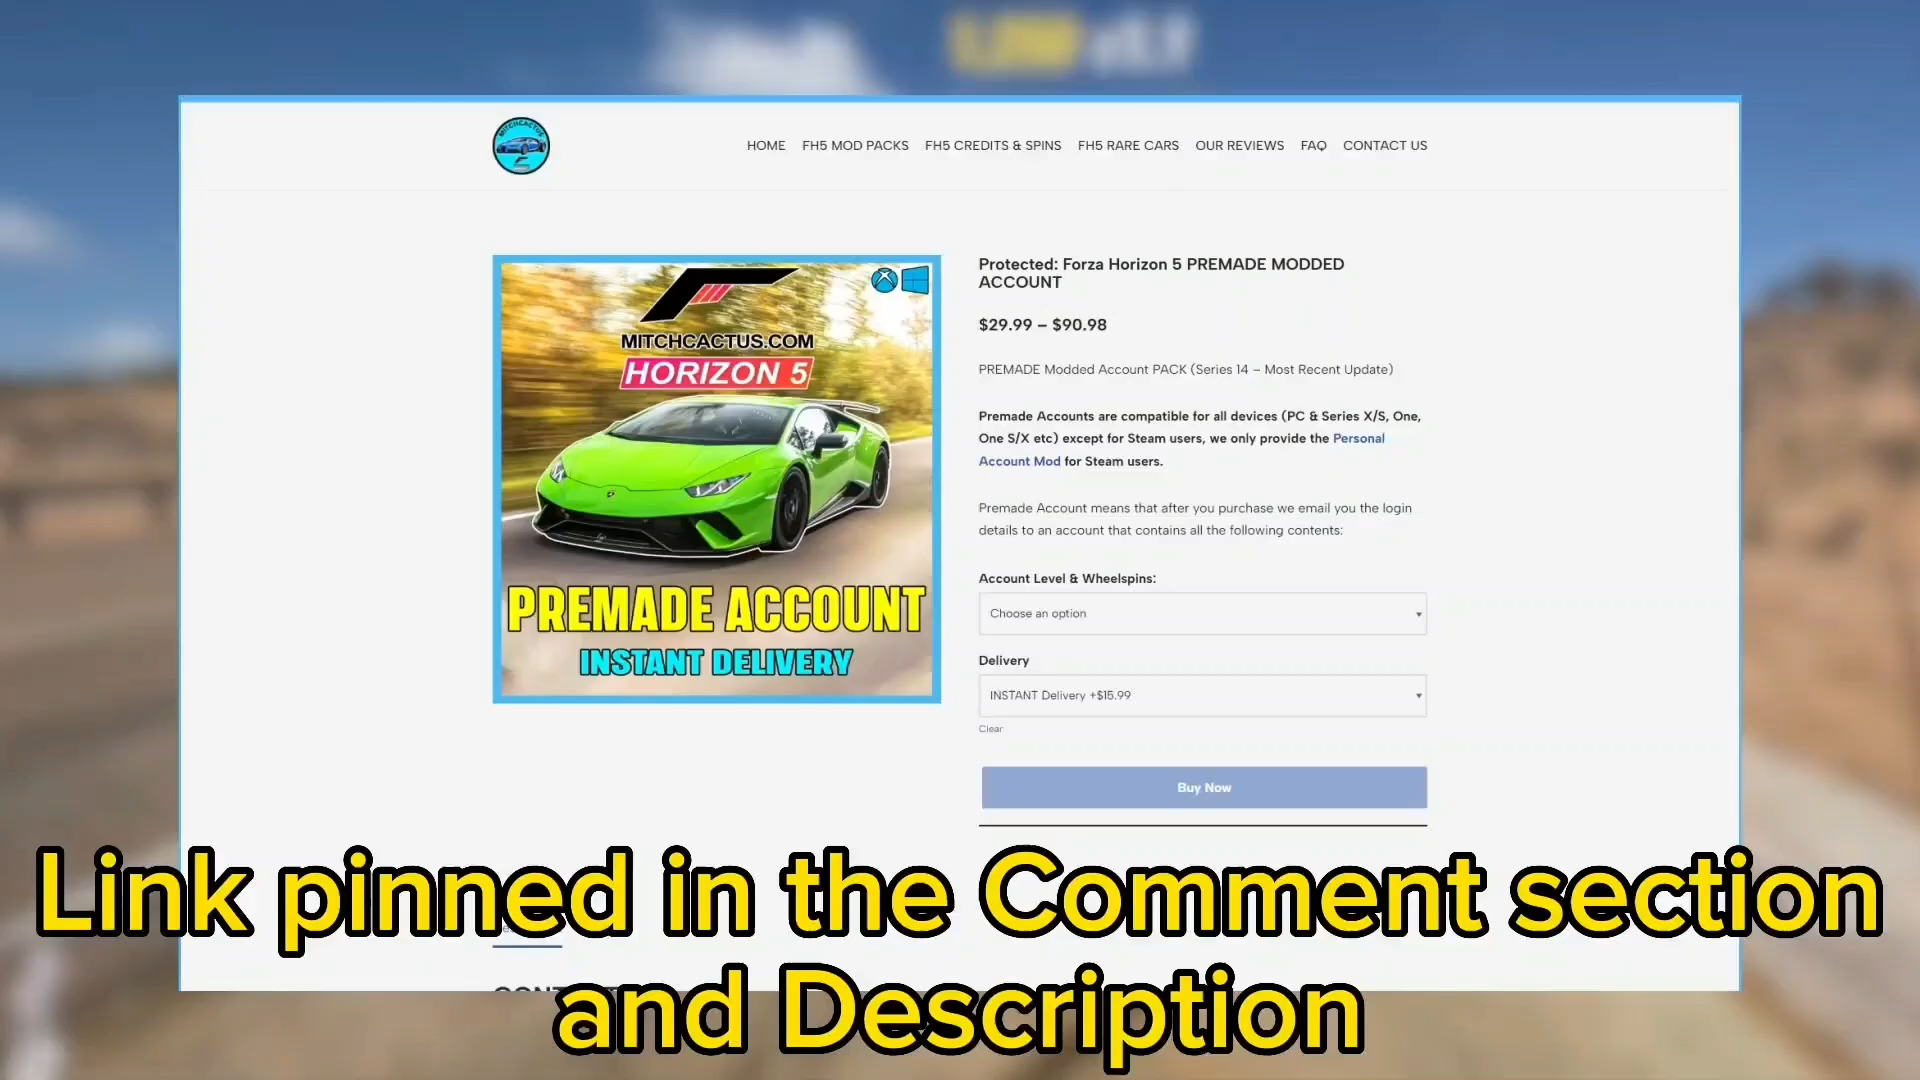 MITCHCACTUS
HOME FH5 MOD PACKS FH5 CREDITS & SPINS FH5 RARE CARS OUR REVIEWS FAQ CONTACT US
MITCHCACTUS.COM
HORIZON 5
PREMADE ACCOUNT
INSTANT DELIVERY
Protected: Forza Horizon 5 PREMADE MODDED
ACCOUNT
$29.99 – $90.98
PREMADE Modded Account PACK (Series 14 – Most Recent Update)
Premade Accounts are compatible for all devices (PC & Series X/S, One,
One S/X etc) except for Steam users, we only provide the Personal
Account Mod for Steam users.
Premade Account means that after you purchase we email you the login
details to an account that contains all the following contents:
Account Level & Wheelspins:
Choose an option
Delivery
INSTANT Delivery +$15.99
Clear
Buy Now
Link pinned in the Comment section
and Description